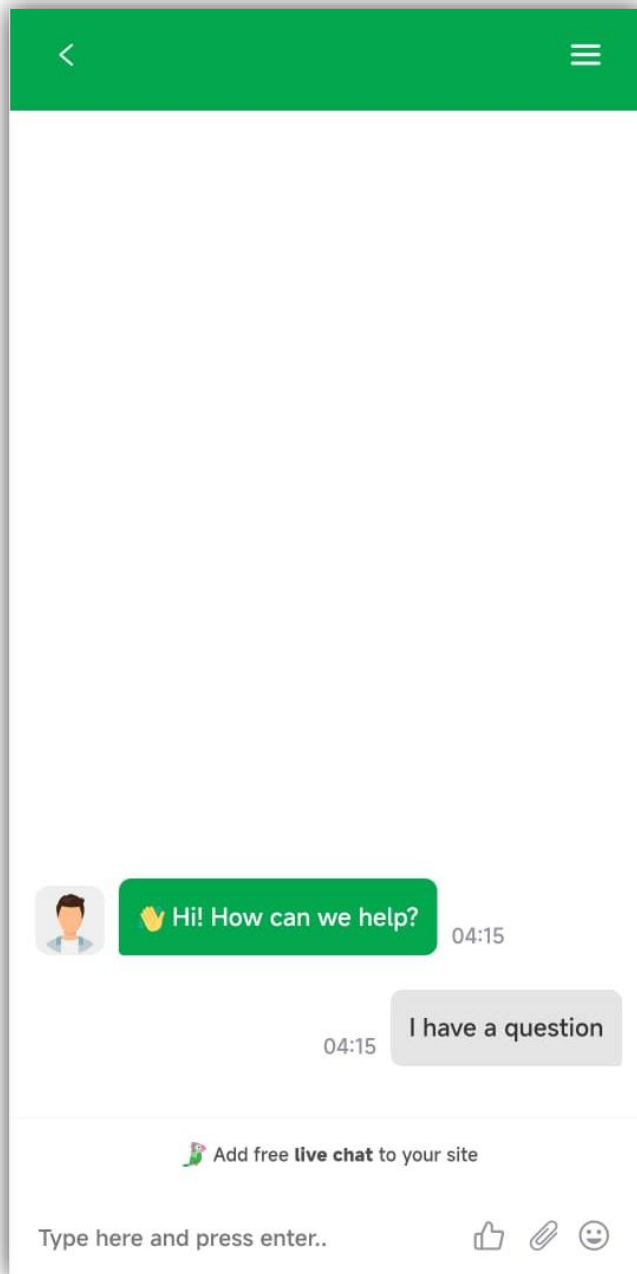 👋 Hi! How can we help?
04:15
I have a question
04:15
Add free live chat to your site
Type here and press enter..